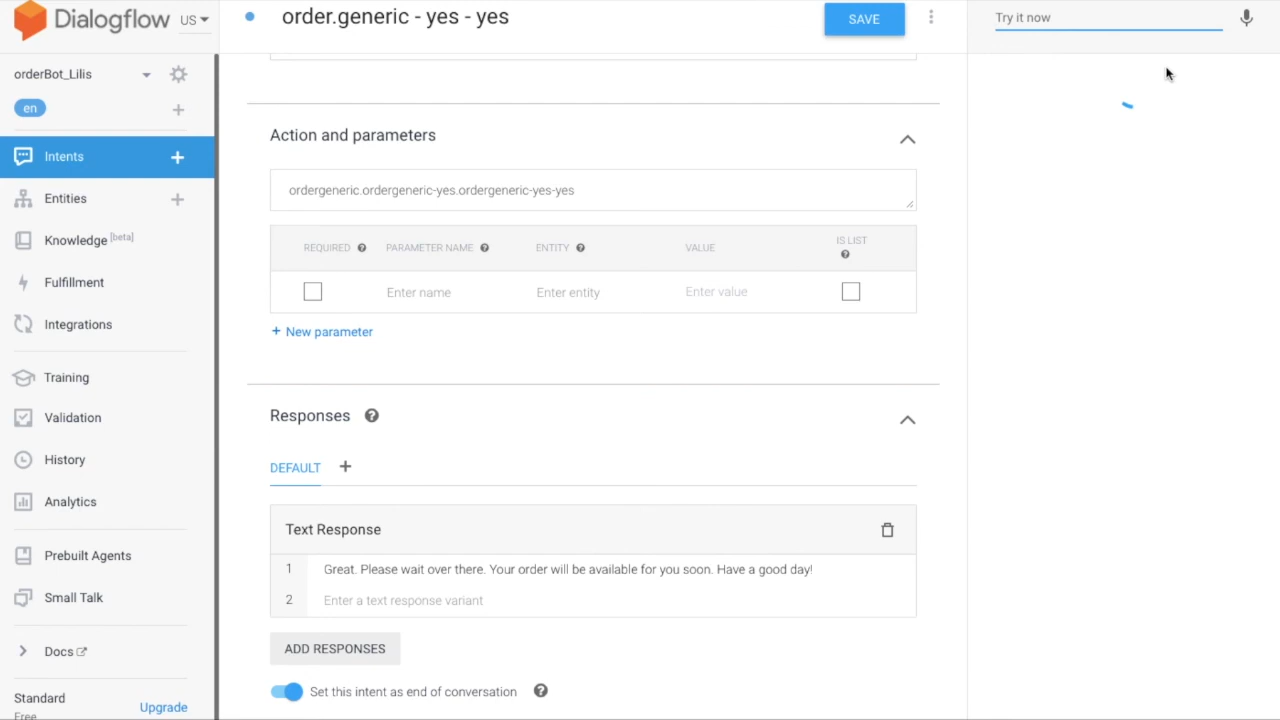 Dialogflow
US
order.generic - yes - yes
SAVE
Try it now
orderBot_Lilis
en
Intents
Entities
Knowledge [beta]
Fulfillment
Integrations
Training
Validation
History
Analytics
Prebuilt Agents
Small Talk
Docs
Standard
Free
Upgrade
Action and parameters
ordergeneric.ordergeneric-yes.ordergeneric-yes-yes
REQUIRED PARAMETER NAME ENTITY VALUE IS LIST
Enter name Enter entity Enter value
+ New parameter
Responses
DEFAULT
Text Response
1 Great. Please wait over there. Your order will be available for you soon. Have a good day!
2 Enter a text response variant
ADD RESPONSES
Set this intent as end of conversation